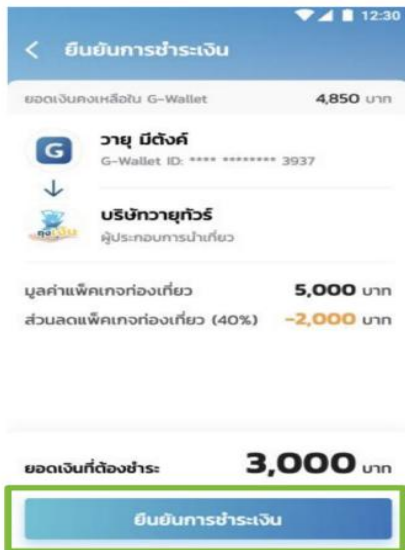 12:30
ยืนยันการชำระเงิน
ยอดเงินคงเหลือใน G-Wallet 4,850 บาท
G
วายุ มีตังค์
G-Wallet ID: **** ******** 3937
ถุงเงิน
บริษัทวายุทัวร์
ผู้ประกอบการนำเที่ยว
มูลค่าแพ็คเกจท่องเที่ยว 5,000 บาท
ส่วนลดแพ็คเกจท่องเที่ยว (40%) -2,000 บาท
ยอดเงินที่ต้องชำระ 3,000 บาท
ยืนยันการชำระเงิน